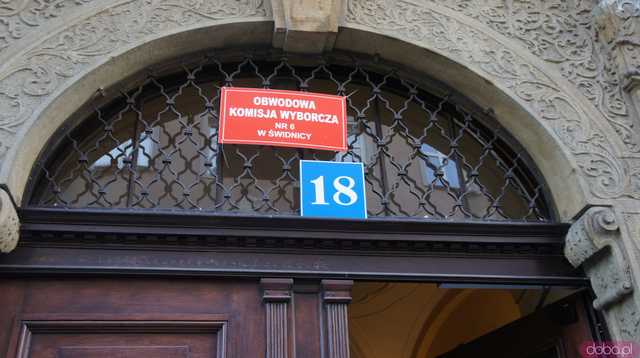 OBWODOWA
KOMISJA WYBORCZA
NR 6
W ŚWIDNICY
18
doba.pl